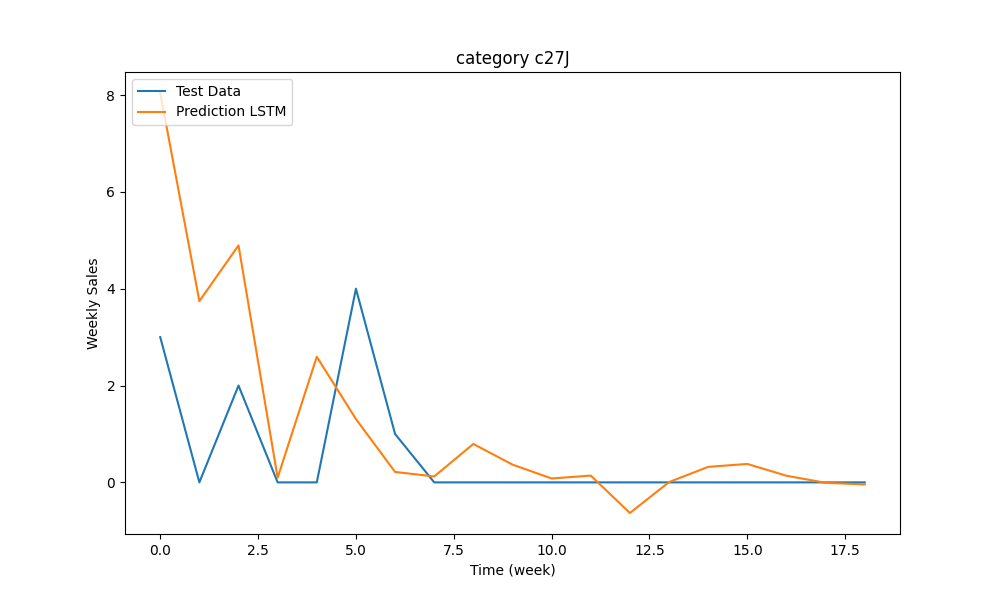 category c27J
Test Data
Prediction LSTM
8
6
4
2
0
Weekly Sales
0.0 2.5 5.0 7.5 10.0 12.5 15.0 17.5
Time (week)